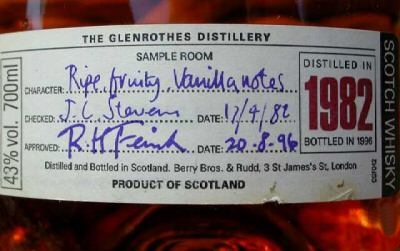 THE GLENROTHES DISTILLERY
SAMPLE ROOM
CHARACTER: Ripe, fruity, Vanilla notes
CHECKED: J. C. Stevens DATE: 12/4/82
APPROVED: DATE: 20-8-96
Distilled and Bottled in Scotland. Berry Bros. & Rudd, 3 St James's St, London
PRODUCT OF SCOTLAND
43% vol. 700ml
DISTILLED IN
1982
BOTTLED IN 1996
SCOTCH WHISKY